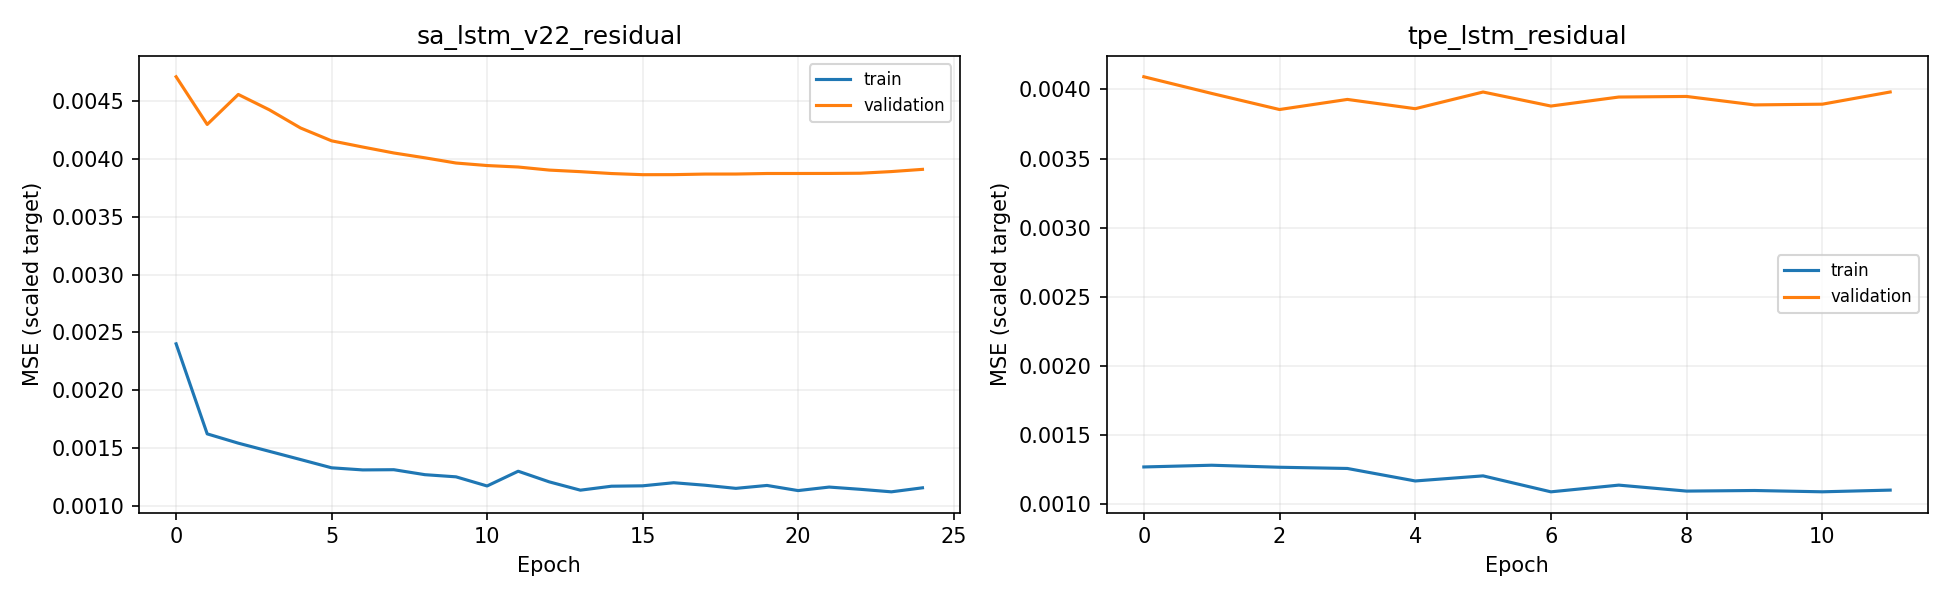 sa_lstm_v22_residual
train
validation
MSE (scaled target)
0.0045
0.0040
0.0035
0.0030
0.0025
0.0020
0.0015
0.0010
0
5
10
15
20
25
Epoch
tpe_lstm_residual
train
validation
MSE (scaled target)
0.0040
0.0035
0.0030
0.0025
0.0020
0.0015
0.0010
0
2
4
6
8
10
Epoch